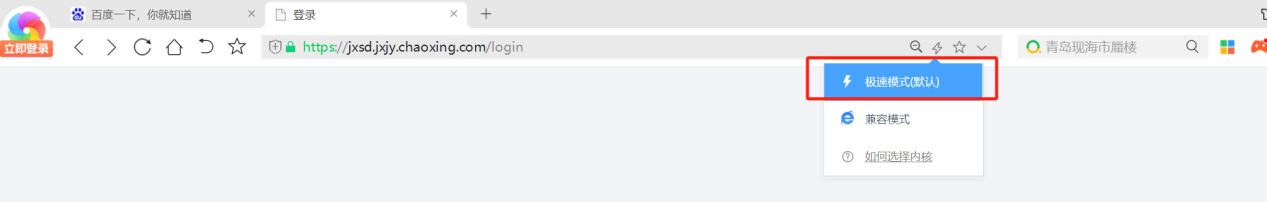 百度一下，你就知道
登录
立即登录
https://jxsd.jxjy.chaoxing.com/login
青岛现海市蜃楼
极速模式(默认)
兼容模式
如何选择内核